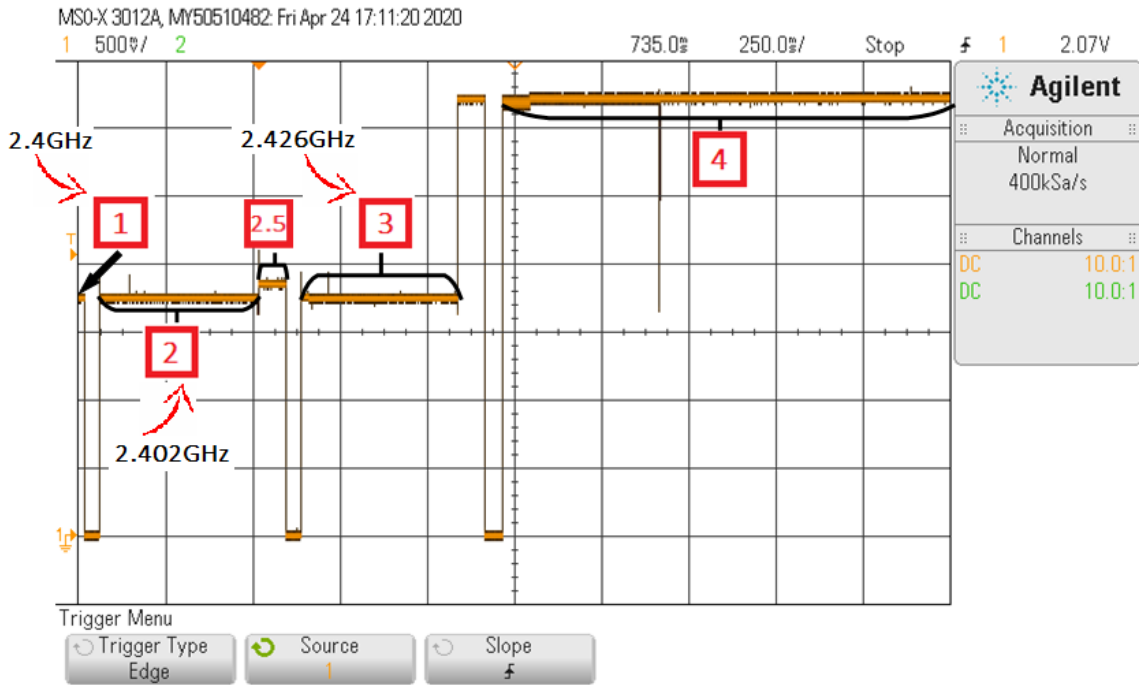 MSO-X 3012A, MY50510482: Fri Apr 24 17:11:20 2020
1 500mV/ 2 735.0ms 250.0ms/ Stop 1 2.07V
Agilent
Acquisition
Normal
400kSa/s
Channels
DC 10.0:1
DC 10.0:1
2.4GHz
2.426GHz
4
1
2.5
3
T
2
2.402GHz
1
Trigger Menu
Trigger Type
Edge
Source
1
Slope